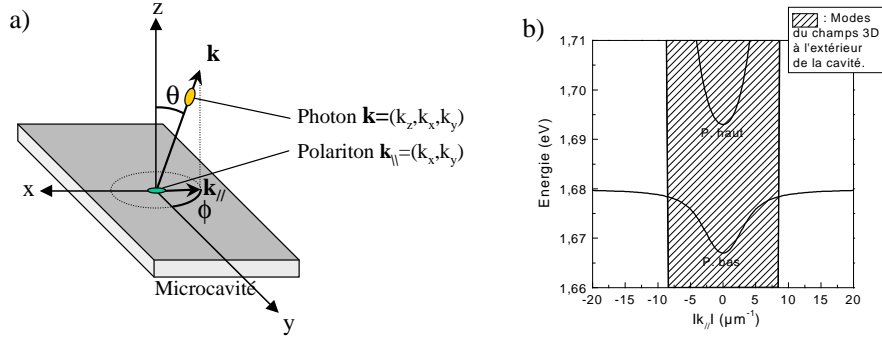 a)
z
k
θ
Photon k=(kz,kx,ky)
Polariton k\\=(kx,ky)
x
k//
ϕ
Microcavité
y
b)
: Modes
du champs 3D
à l'extérieur
de la cavité.
1,71
1,70
1,69
1,68
1,67
1,66
Energie (eV)
P. haut
P. bas
-20 -15 -10 -5 0 5 10 15 20
Ik//I (µm-1)